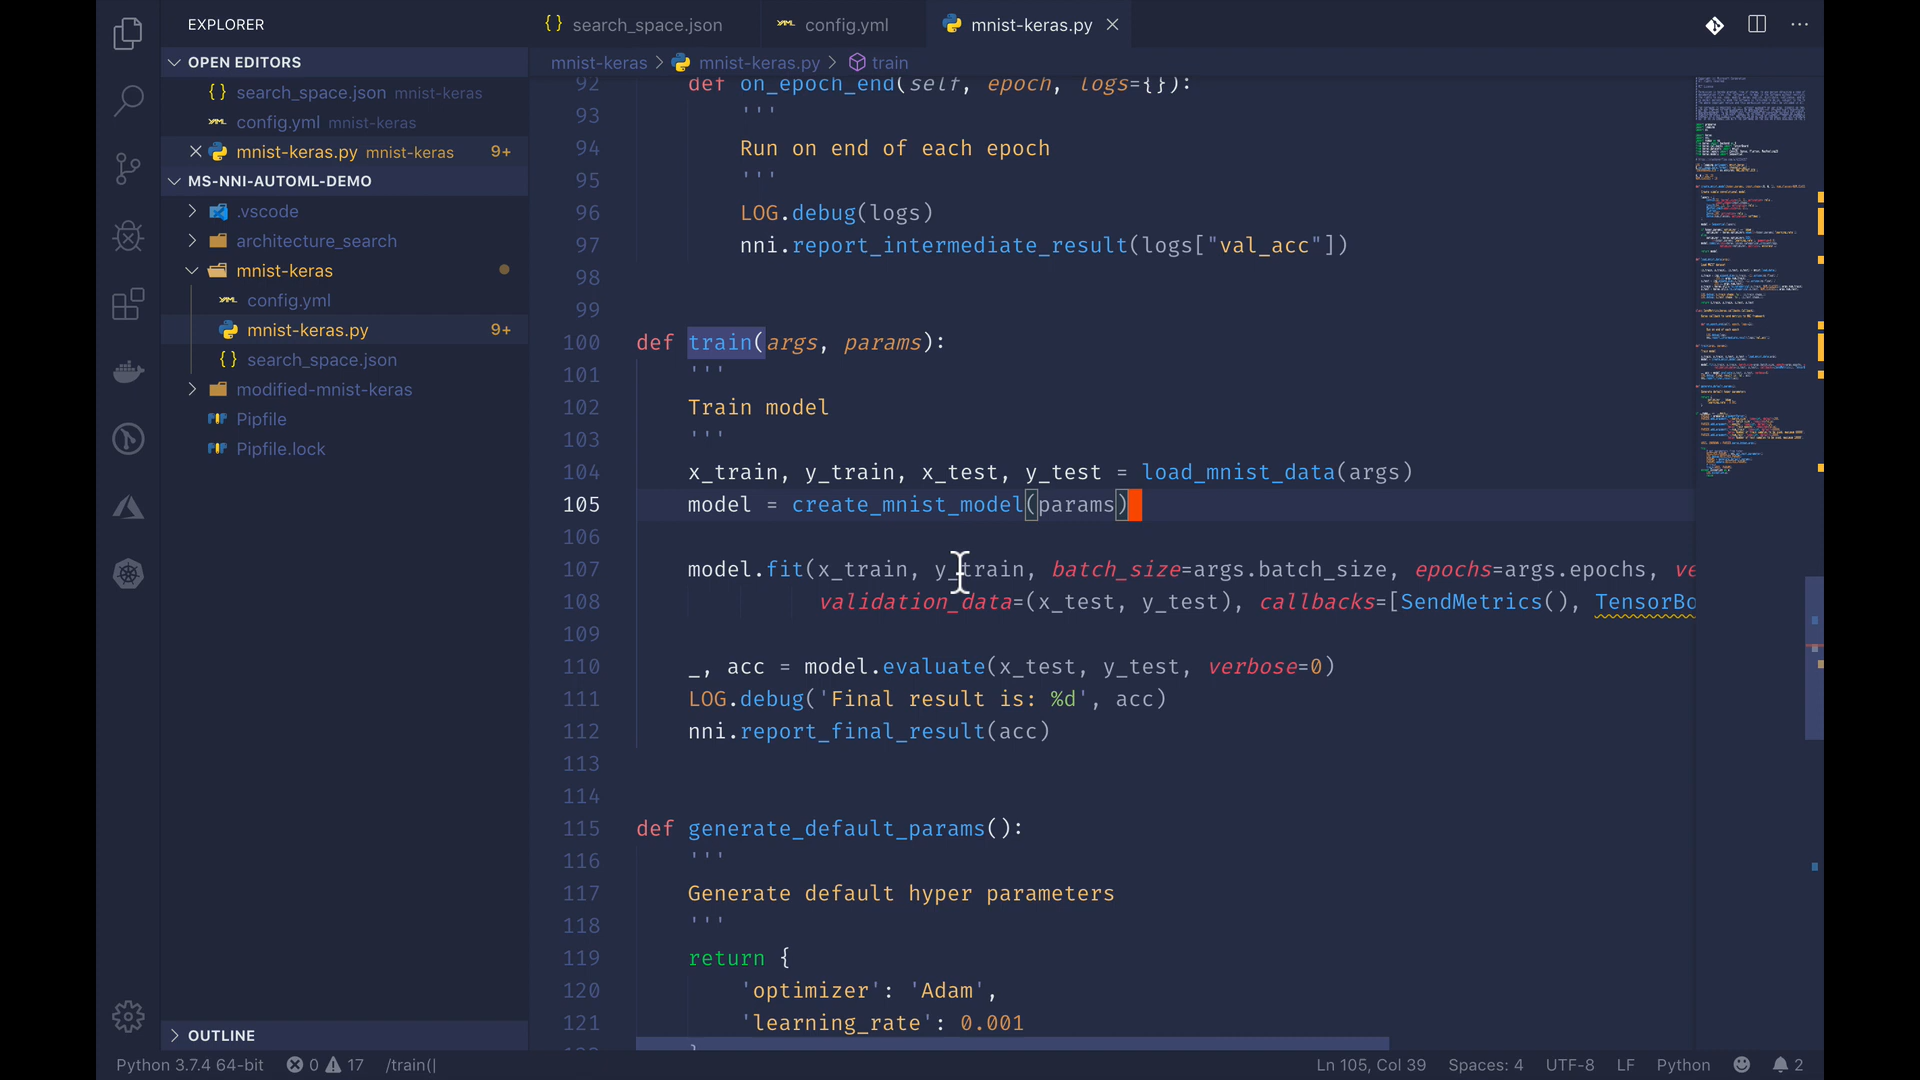 EXPLORER
OPEN EDITORS
{} search_space.json mnist-keras
config.yml mnist-keras
mnist-keras.py mnist-keras 9+
MS-NNI-AUTOML-DEMO
.vscode
architecture_search
mnist-keras
config.yml
mnist-keras.py 9+
{} search_space.json
modified-mnist-keras
Pipfile
Pipfile.lock
OUTLINE
{} search_space.json
config.yml
mnist-keras.py
mnist-keras > mnist-keras.py > train
92 def on_epoch_end(self, epoch, logs={}):
93 '''
94 Run on end of each epoch
95 '''
96 LOG.debug(logs)
97 nni.report_intermediate_result(logs["val_acc"])
98
99
100 def train(args, params):
101 '''
102 Train model
103 '''
104 x_train, y_train, x_test, y_test = load_mnist_data(args)
105 model = create_mnist_model(params)
106
107 model.fit(x_train, y_train, batch_size=args.batch_size, epochs=args.epochs, ve
108 validation_data=(x_test, y_test), callbacks=[SendMetrics(), TensorBo
109
110 _, acc = model.evaluate(x_test, y_test, verbose=0)
111 LOG.debug('Final result is: %d', acc)
112 nni.report_final_result(acc)
113
114
115 def generate_default_params():
116 '''
117 Generate default hyper parameters
118 '''
119 return {
120 'optimizer': 'Adam',
121 'learning_rate': 0.001
Python 3.7.4 64-bit 0 17 /train(|
Ln 105, Col 39 Spaces: 4 UTF-8 LF Python 2